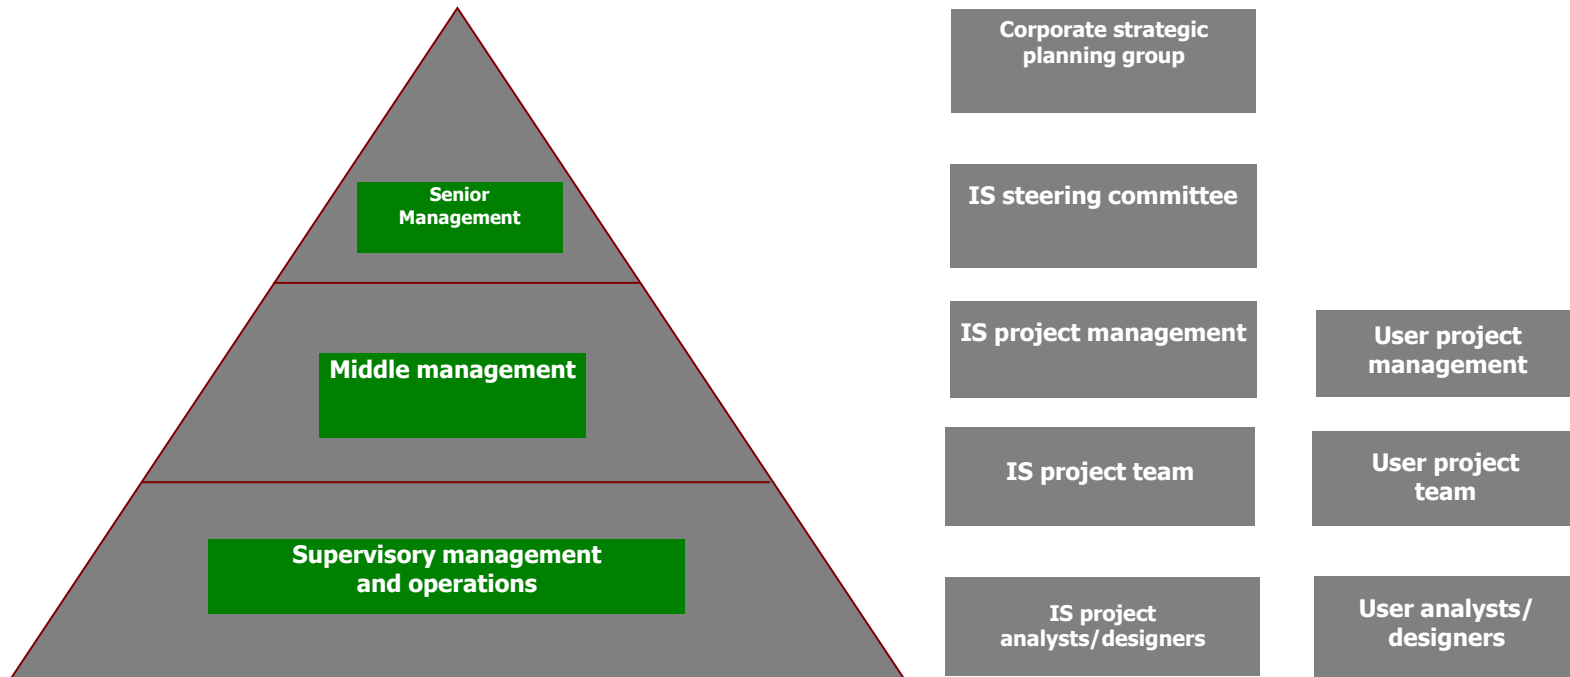 Senior
Management
Middle management
Supervisory management
and operations
Corporate strategic
planning group
IS steering committee
IS project management
User project
management
IS project team
User project
team
IS project
analysts/designers
User analysts/
designers